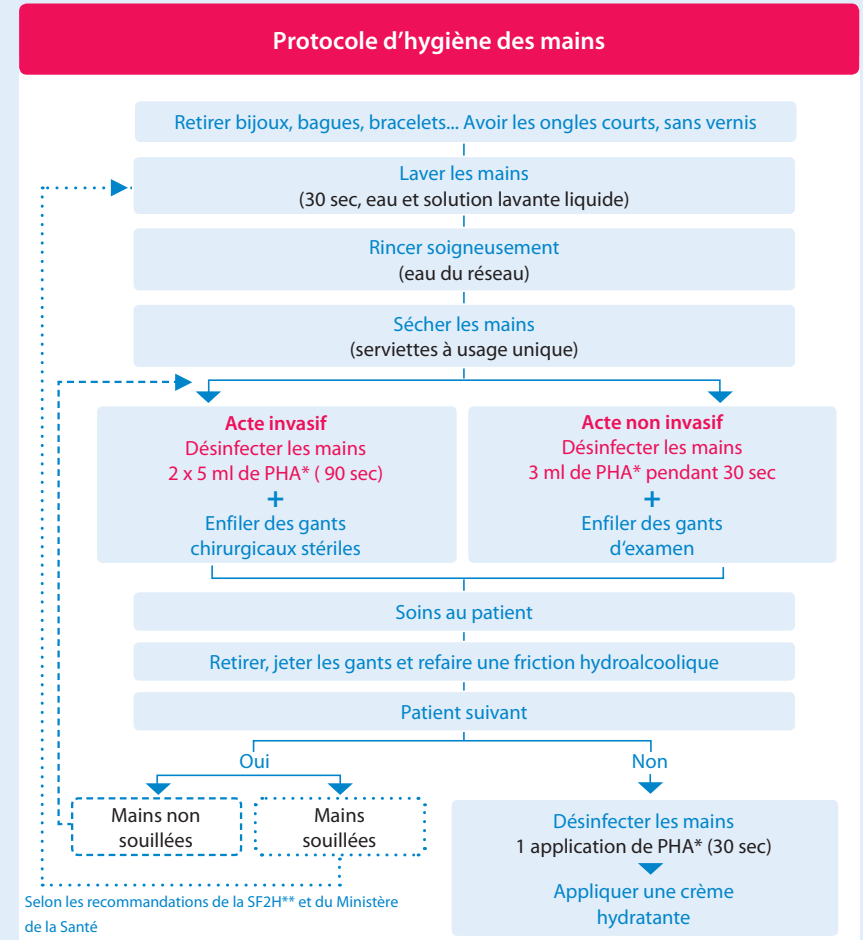 Protocole d'hygiène des mains
Retirer bijoux, bagues, bracelets... Avoir les ongles courts, sans vernis
Laver les mains
(30 sec, eau et solution lavante liquide)
Rincer soigneusement
(eau du réseau)
Sécher les mains
(serviettes à usage unique)
Acte invasif
Désinfecter les mains
2 x 5 ml de PHA* ( 90 sec)
+
Enfiler des gants
chirurgicaux stériles
Acte non invasif
Désinfecter les mains
3 ml de PHA* pendant 30 sec
+
Enfiler des gants
d'examen
Soins au patient
Retirer, jeter les gants et refaire une friction hydroalcoolique
Patient suivant
Oui
Non
Mains non
souillées
Mains
souillées
Désinfecter les mains
1 application de PHA* (30 sec)
Appliquer une crème
hydratante
Selon les recommandations de la SF2H** et du Ministère
de la Santé